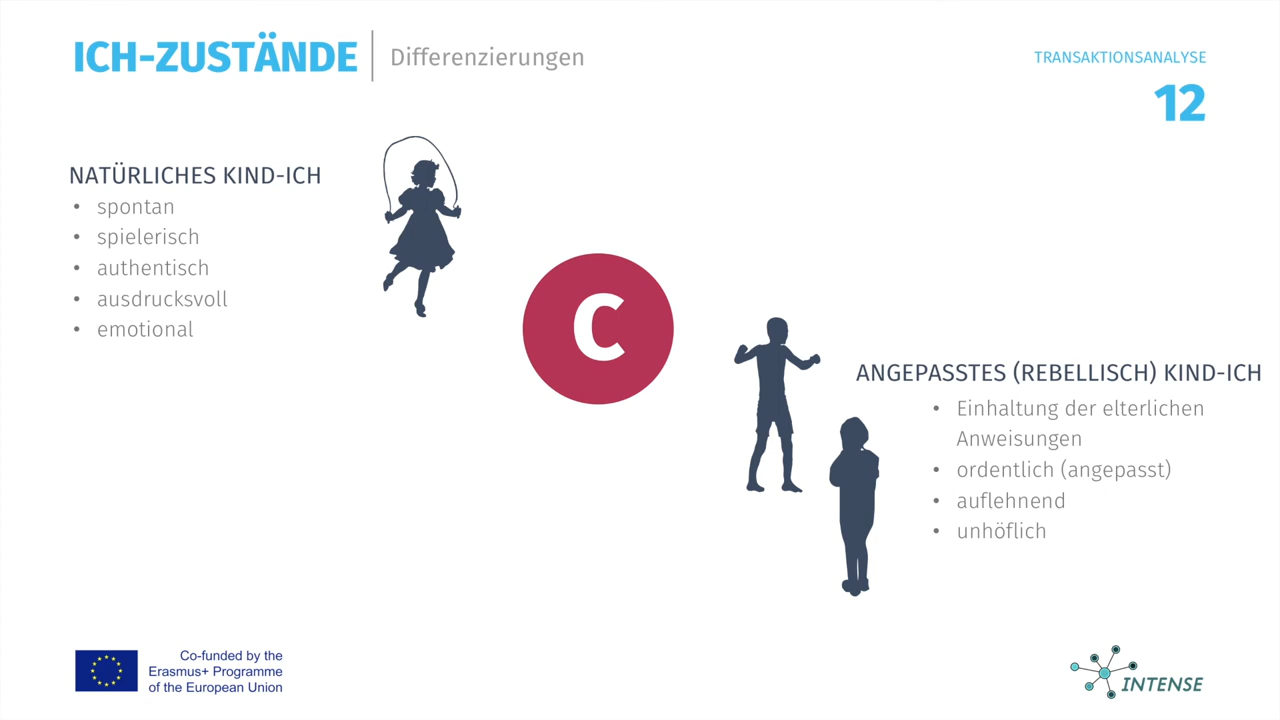 ICH-ZUSTÄNDE
Differenzierungen
TRANSAKTIONSANALYSE
12
NATÜRLICHES KIND-ICH
• spontan
• spielerisch
• authentisch
• ausdrucksvoll
• emotional
C
ANGEPASSTES (REBELLISCH) KIND-ICH
• Einhaltung der elterlichen
Anweisungen
• ordentlich (angepasst)
• auflehnend
• unhöflich
Co-funded by the
Erasmus+ Programme
of the European Union
INTENSE